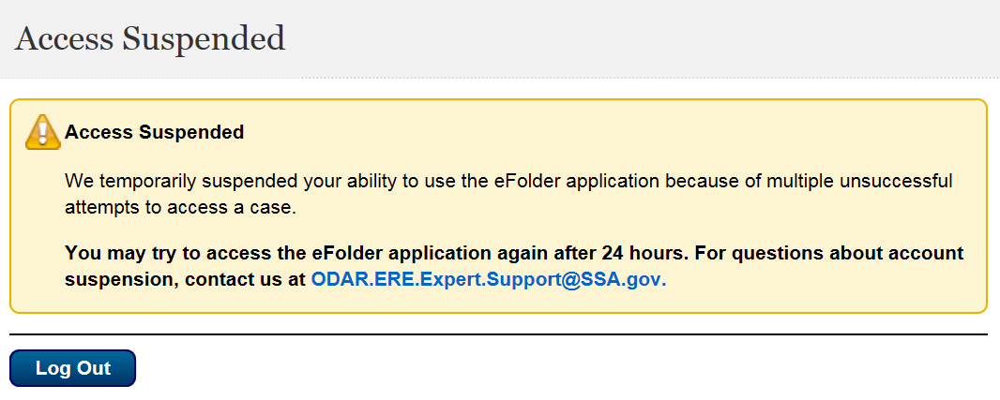 Access Suspended
Access Suspended
We temporarily suspended your ability to use the eFolder application because of multiple unsuccessful
attempts to access a case.
You may try to access the eFolder application again after 24 hours. For questions about account
suspension, contact us at ODAR.ERE.Expert.Support@SSA.gov.
Log Out